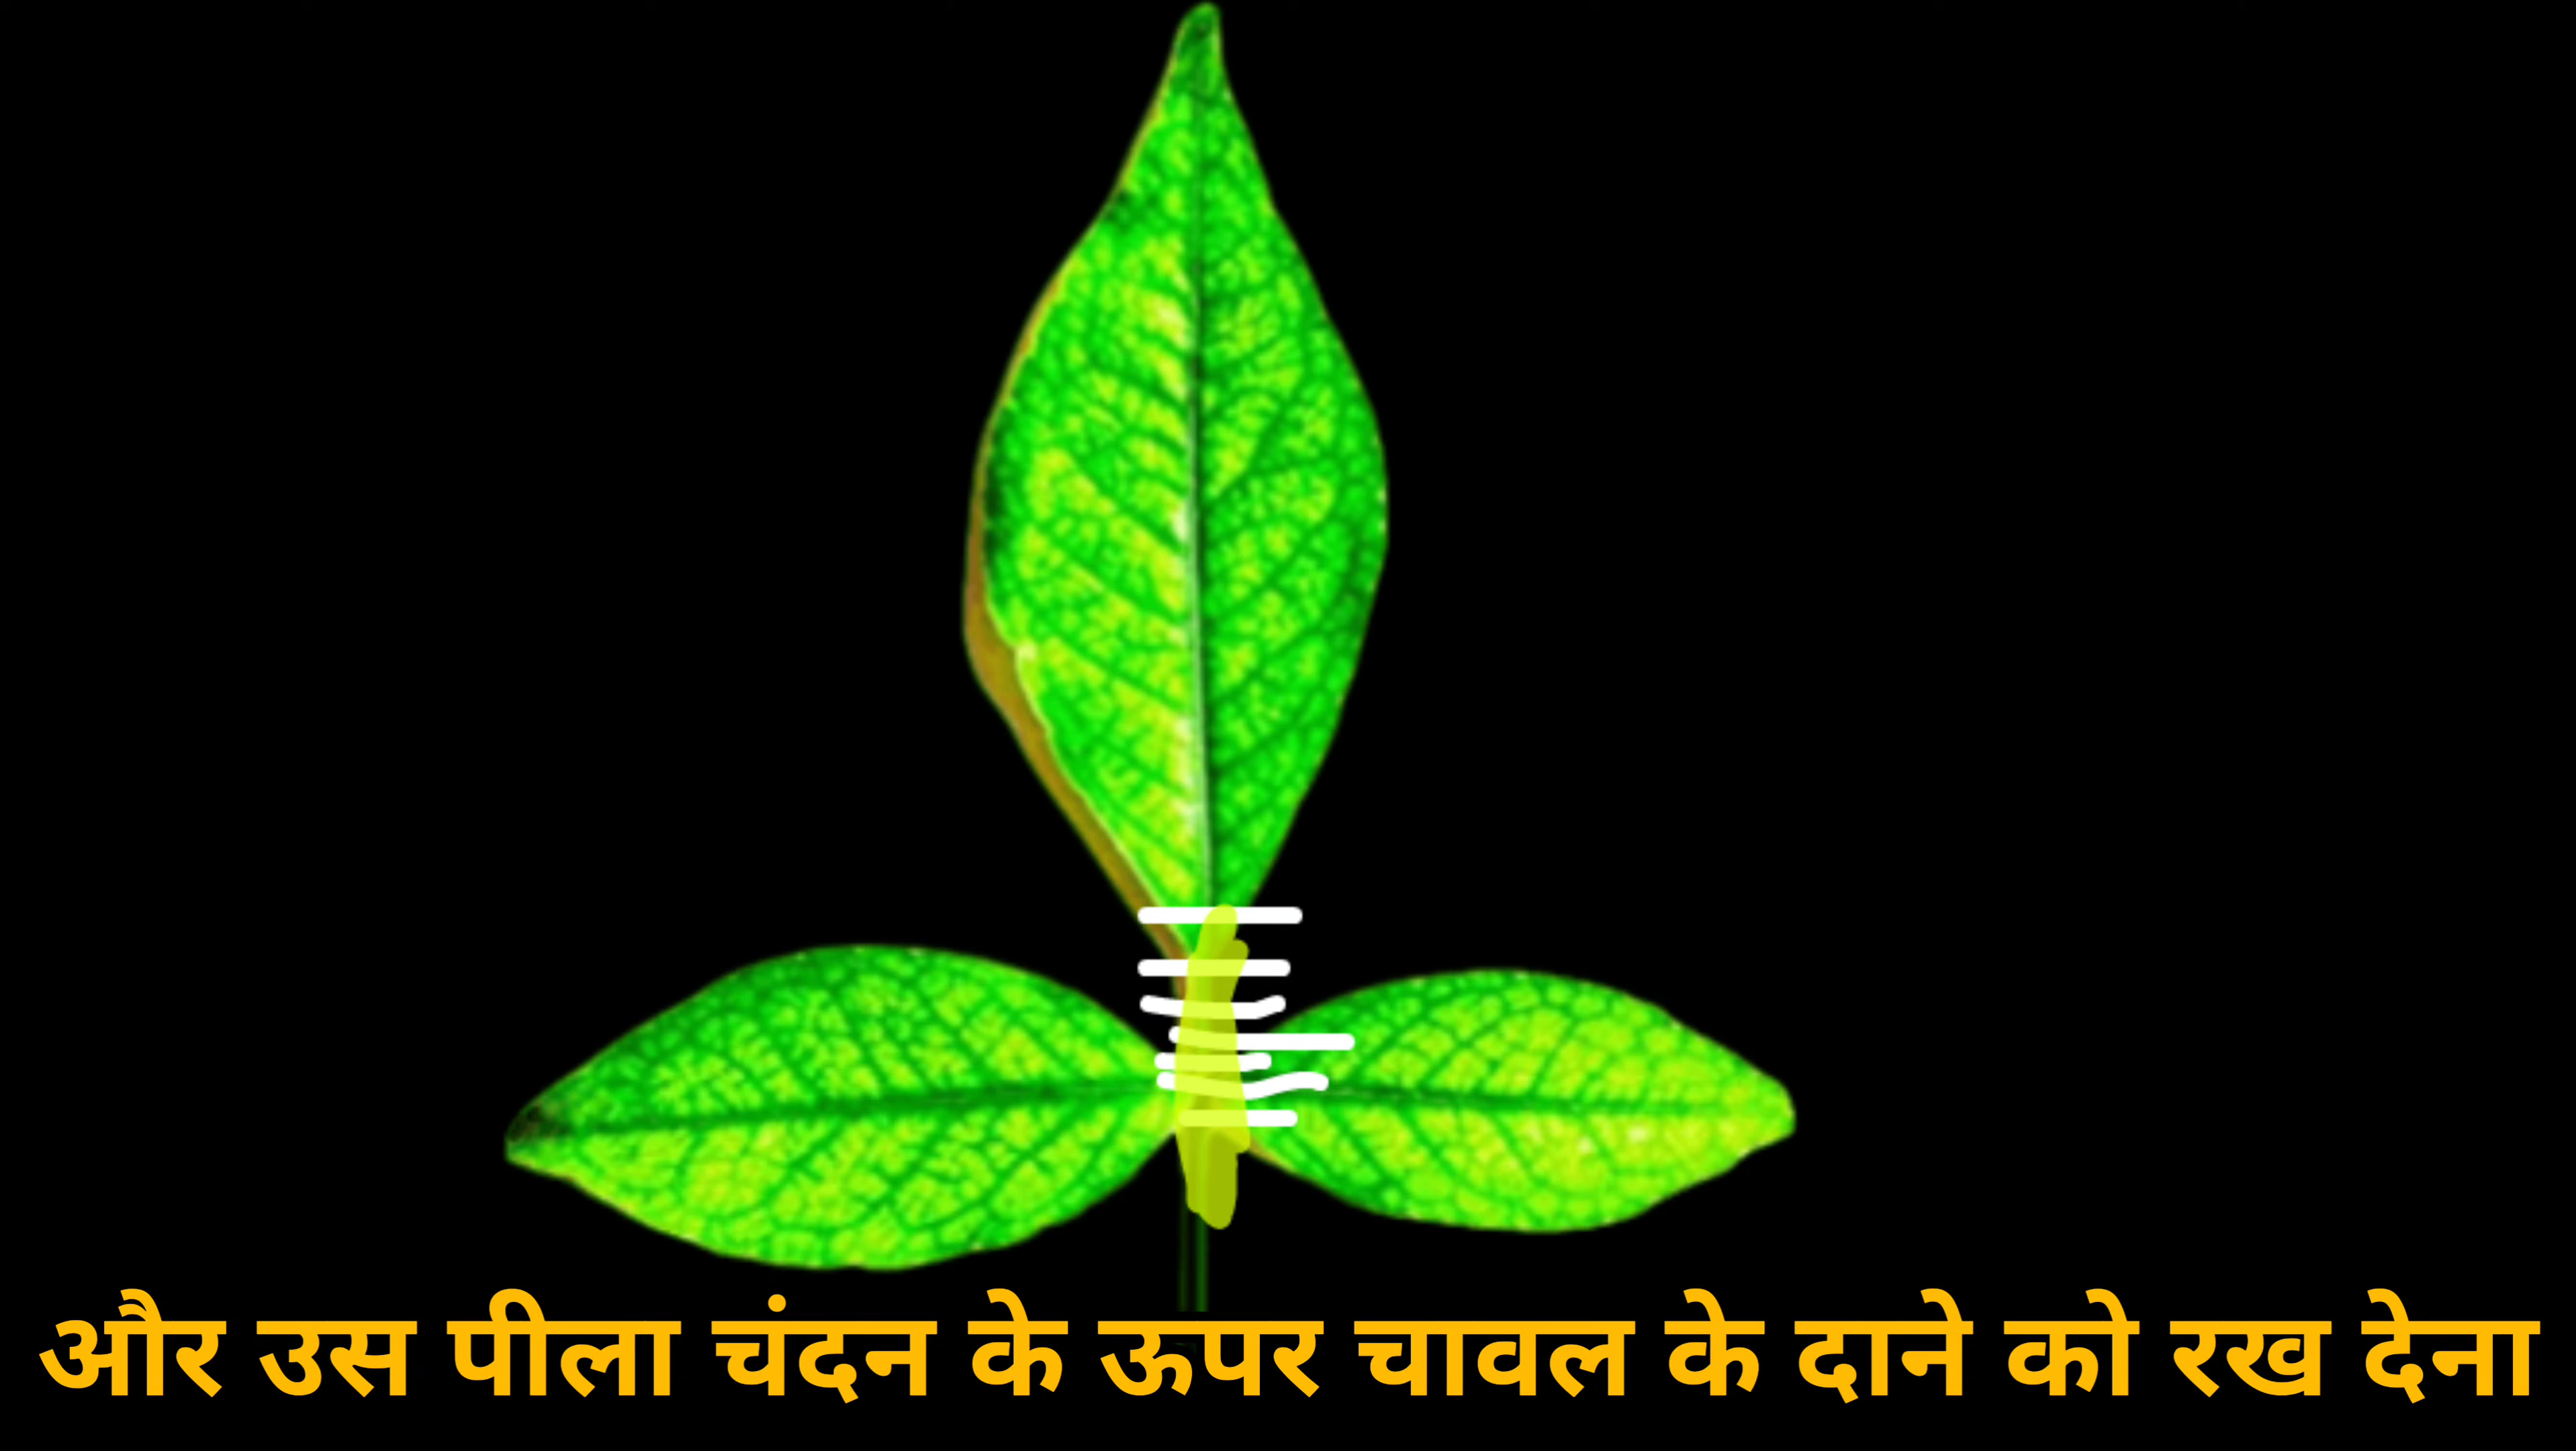 और उस पीला चंदन के ऊपर चावल के दाने को रख देना